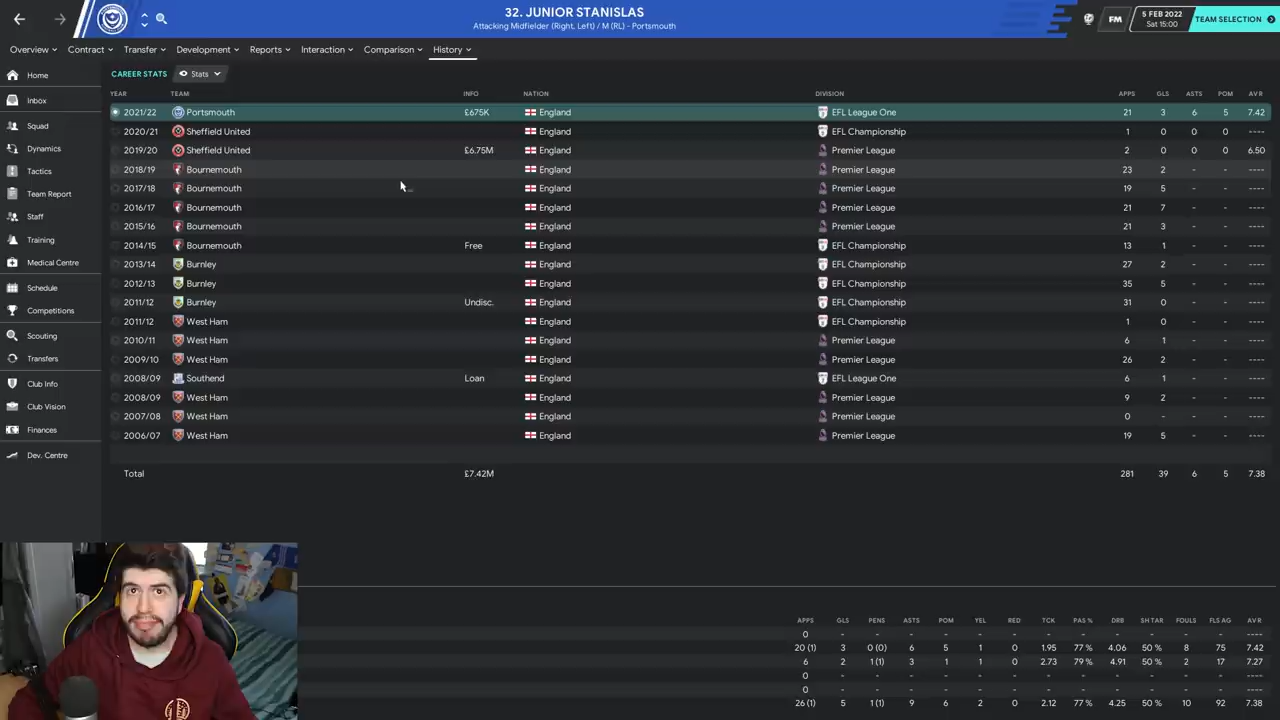 32. JUNIOR STANISLAS
Attacking Midfielder (Right, Left) / M (RL) - Portsmouth
FM
5 FEB 2022
Sat 15:00
TEAM SELECTION
Overview Contract Transfer Development Reports Interaction Comparison History
Home
Inbox
Squad
Dynamics
Tactics
Team Report
Staff
Training
Medical Centre
Schedule
Competitions
Scouting
Transfers
Club Info
Club Vision
Finances
Dev. Centre
CAREER STATS Stats
YEAR TEAM INFO NATION DIVISION APPS GLS ASTS POM AVR
2021/22 Portsmouth £675K England EFL League One 21 3 6 5 7.42
2020/21 Sheffield United England EFL Championship 1 0 0 0 ----
2019/20 Sheffield United £6.75M England Premier League 2 0 0 0 6.50
2018/19 Bournemouth England Premier League 23 2 - - ----
2017/18 Bournemouth England Premier League 19 5 - - ----
2016/17 Bournemouth England Premier League 21 7 - - ----
2015/16 Bournemouth England Premier League 21 3 - - ----
2014/15 Bournemouth Free England EFL Championship 13 1 - - ----
2013/14 Burnley England EFL Championship 27 2 - - ----
2012/13 Burnley England EFL Championship 35 5 - - ----
2011/12 Burnley Undisc. England EFL Championship 31 0 - - ----
2011/12 West Ham England EFL Championship 1 0 - - ----
2010/11 West Ham England Premier League 6 1 - - ----
2009/10 West Ham England Premier League 26 2 - - ----
2008/09 Southend Loan England EFL League One 6 1 - - ----
2008/09 West Ham England Premier League 9 2 - - ----
2007/08 West Ham England Premier League 0 - - - ----
2006/07 West Ham England Premier League 19 5 - - ----
Total £7.42M 281 39 6 5 7.38
APPS GLS PENS ASTS POM YEL RED TCK PAS % DRB SH TAR FOULS FLS AG AVR
0 - - - - - - - - - - - - ----
20 (1) 3 0 (0) 6 5 1 0 1.95 77 % 4.06 50 % 8 75 7.42
6 2 1 (1) 3 1 1 0 2.73 79 % 4.91 50 % 2 17 7.27
0 - - - - - - - - - - - - ----
0 - - - - - - - - - - - - ----
26 (1) 5 1 (1) 9 6 2 0 2.12 77 % 4.25 50 % 10 92 7.38